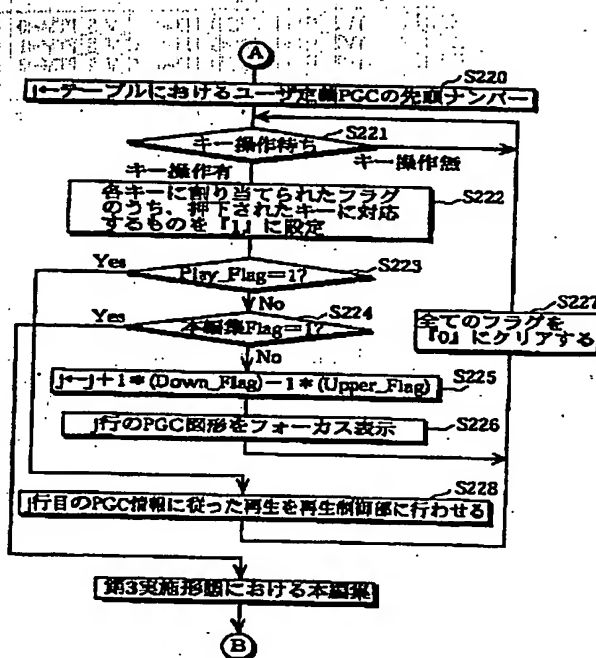 A
S220
j←テーブルにおけるユーザ定義PGCの先頭ナンバー
S221
キー操作待ち
キー操作無
キー操作有
各キーに割り当てられたフラグ
のうち、押下されたキーに対応
するものを『1』に設定
S222
Yes
Play_Flag=1?
S223
No
Yes
本編集Flag=1?
S224
No
S227
全てのフラグを
『0』にクリアする
j←j+1*(Down_Flag)-1*(Upper_Flag)
S225
j行のPGC図形をフォーカス表示
S226
S228
j行目のPGC情報に従った再生を再生制御部に行わせる
第3実施形態における本編集
B